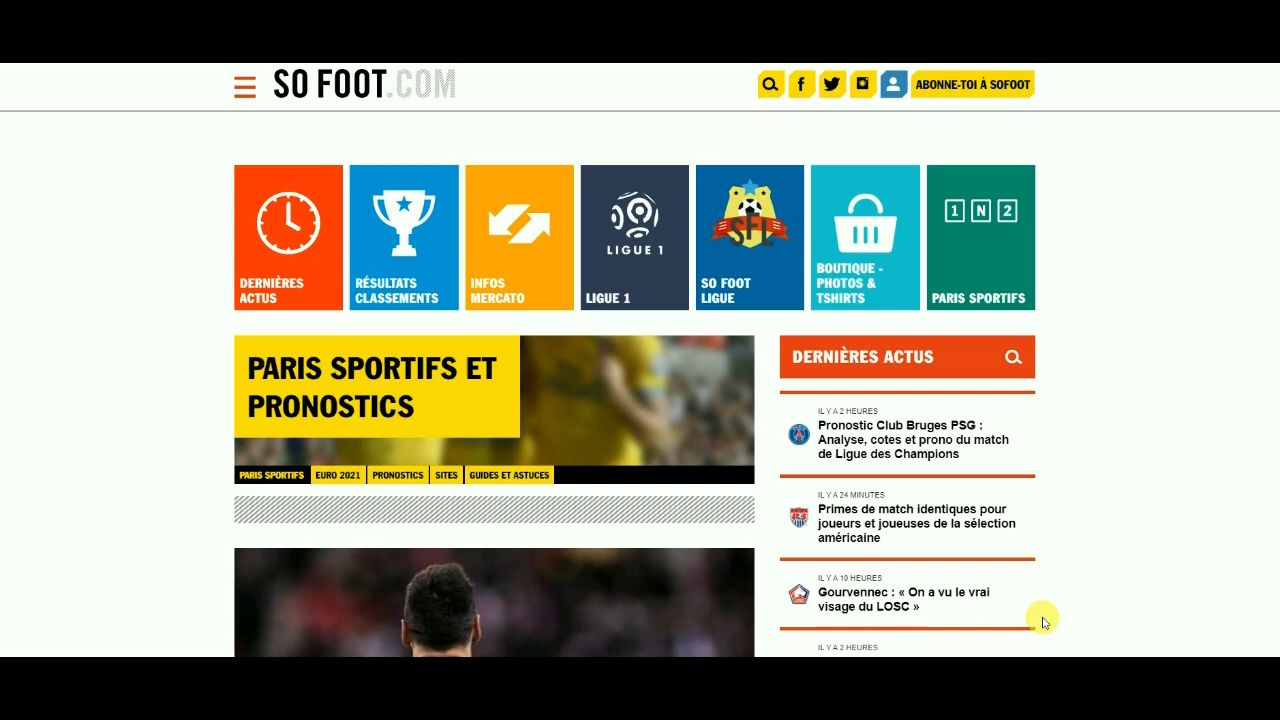 SO FOOT.COM
ABONNE-TOI À SOFOOT
DERNIÈRES
ACTUS
RÉSULTATS
CLASSEMENTS
INFOS
MERCATO
LIGUE 1
LIGUE 1
SFL
SO FOOT
LIGUE
BOUTIQUE -
PHOTOS &
TSHIRTS
1 N 2
PARIS SPORTIFS
PARIS SPORTIFS ET
PRONOSTICS
PARIS SPORTIFS EURO 2021 PRONOSTICS SITES GUIDES ET ASTUCES
DERNIÈRES ACTUS
IL Y A 2 HEURES
Pronostic Club Bruges PSG :
Analyse, cotes et prono du match
de Ligue des Champions
IL Y A 24 MINUTES
Primes de match identiques pour
joueurs et joueuses de la sélection
américaine
IL Y A 10 HEURES
Gourvennec : « On a vu le vrai
visage du LOSC »
IL Y A 2 HEURES